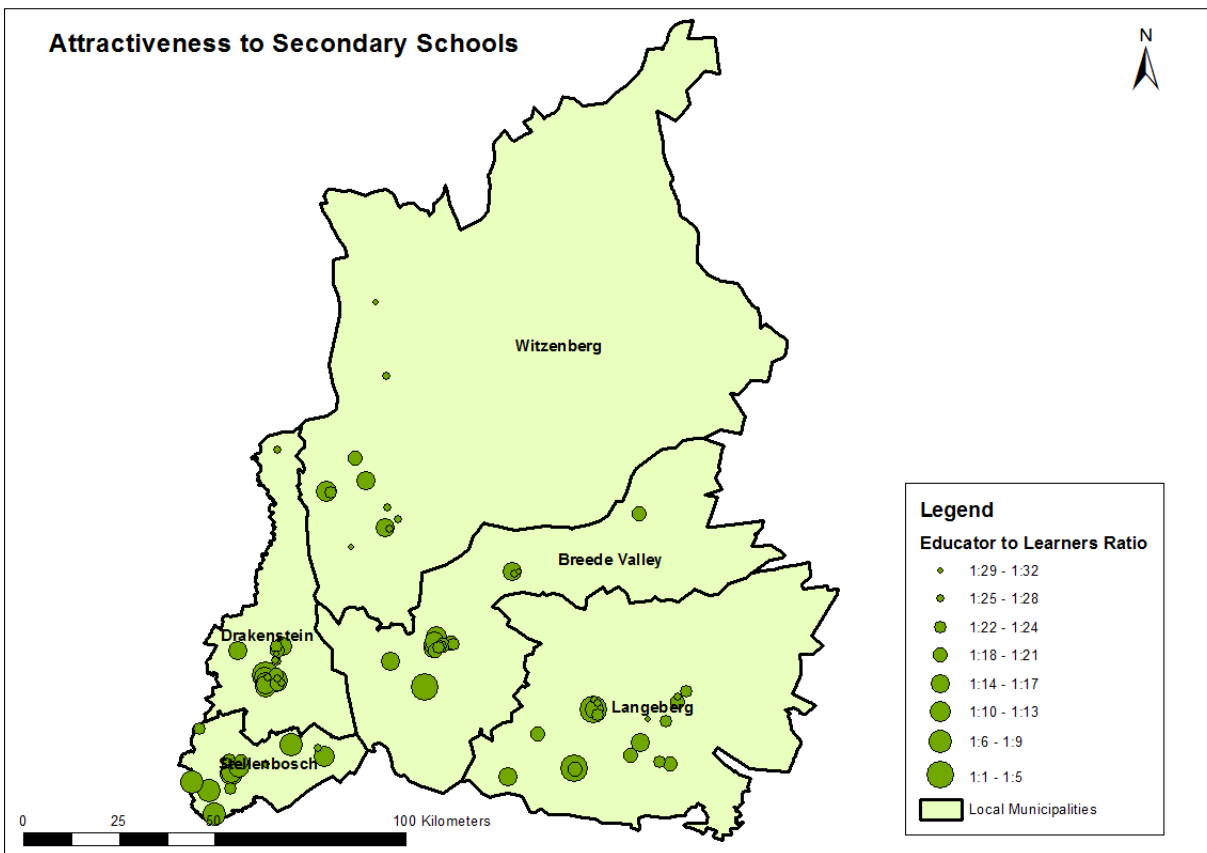 Attractiveness to Secondary Schools
N
Witzenberg
Breede Valley
Drakenstein
Langeberg
Stellenbosch
Legend
Educator to Learners Ratio
1:29 - 1:32
1:25 - 1:28
1:22 - 1:24
1:18 - 1:21
1:14 - 1:17
1:10 - 1:13
1:6 - 1:9
1:1 - 1:5
Local Municipalities
0 25 50 100 Kilometers